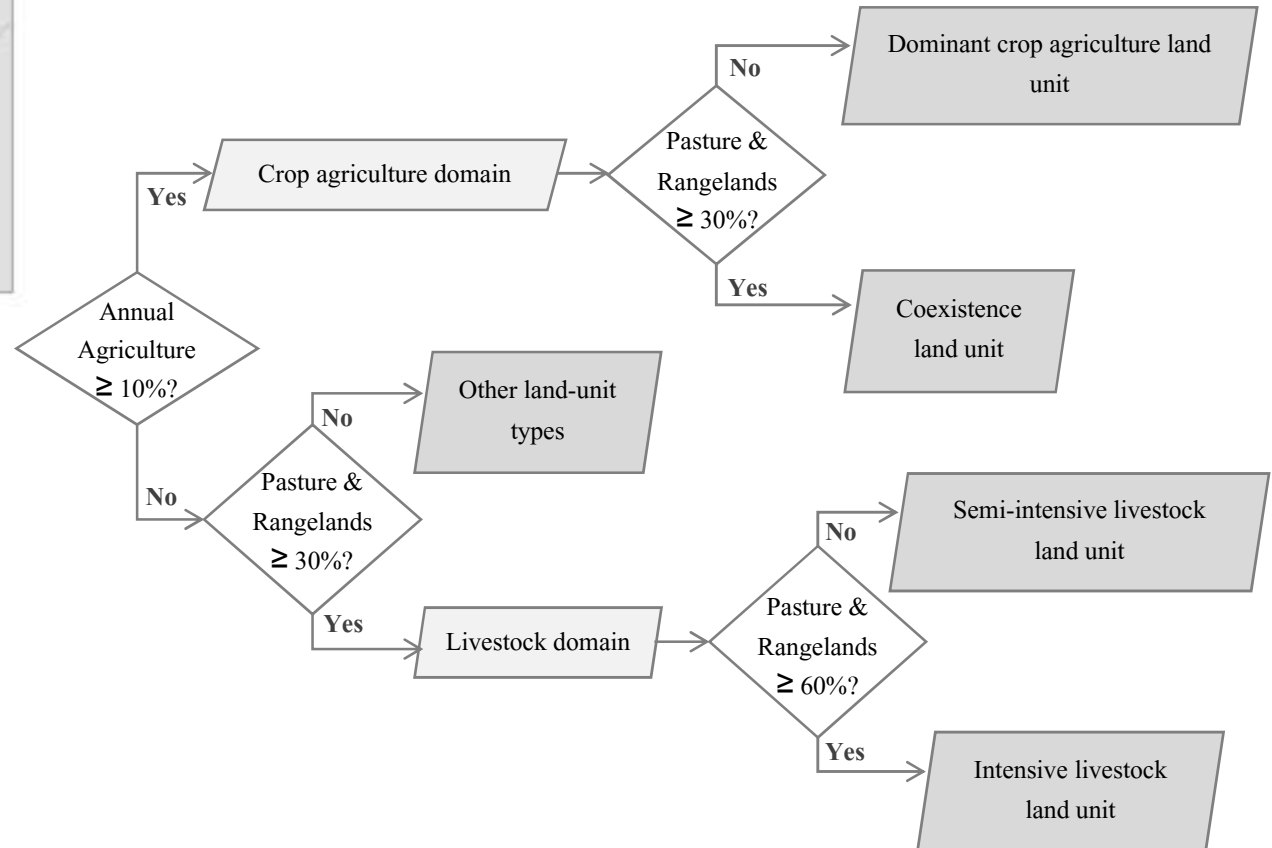 Dominant crop agriculture land
unit
No
Pasture &
Rangelands
≥ 30%?
Crop agriculture domain
Yes
Yes
Coexistence
land unit
Annual
Agriculture
≥ 10%?
Other land-unit
types
No
No
Pasture &
Rangelands
≥ 30%?
Semi-intensive livestock
land unit
No
Yes
Livestock domain
Pasture &
Rangelands
≥ 60%?
Yes
Intensive livestock
land unit